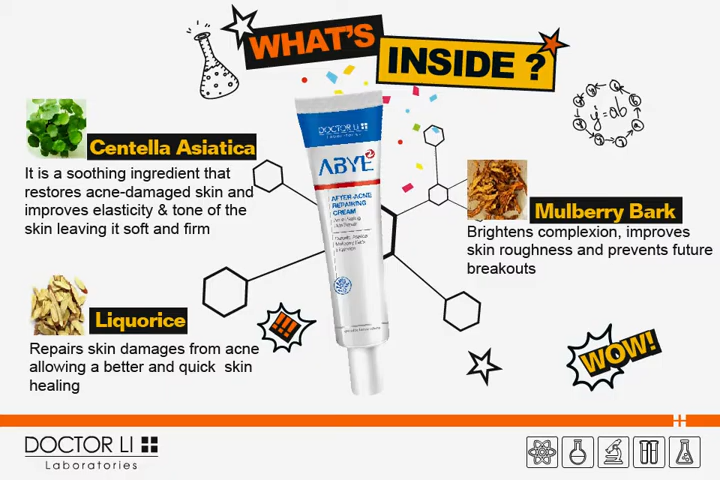 WHAT'S
INSIDE ?
Centella Asiatica
It is a soothing ingredient that
restores acne-damaged skin and
improves elasticity & tone of the
skin leaving it soft and firm
Liquorice
Repairs skin damages from acne
allowing a better and quick skin
healing
DOCTOR LI
Laboratories
ABYE2
AFTER-ACNE
REPAIRING
CREAM
y=ab
Mulberry Bark
Brightens complexion, improves
skin roughness and prevents future
breakouts
!!!
WOW!
DOCTOR LI
Laboratories